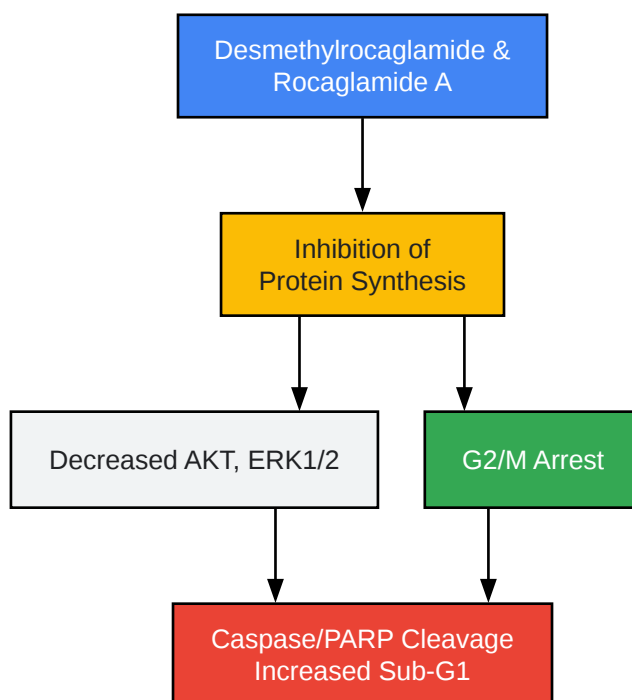 Desmethylrocaglamide &
Rocaglamide A
Inhibition of
Protein Synthesis
Decreased AKT, ERK1/2
G2/M Arrest
Caspase/PARP Cleavage
Increased Sub-G1